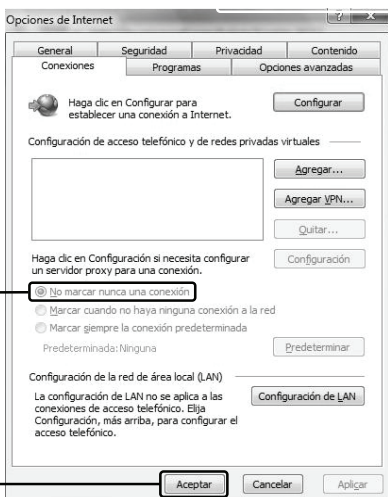 Opciones de Internet
General Seguridad Privacidad Contenido
Conexiones Programas Opciones avanzadas
Haga clic en Configurar para
establecer una conexión a Internet.
Configurar
Configuración de acceso telefónico y de redes privadas virtuales
Agregar...
Agregar VPN...
Quitar...
Haga clic en Configuración si necesita configurar
un servidor proxy para una conexión.
Configuración
No marcar nunca una conexión
Marcar cuando no haya ninguna conexión a la red
Marcar siempre la conexión predeterminada
Predeterminada: Ninguna
Predeterminar
Configuración de la red de área local (LAN)
La configuración de LAN no se aplica a las
conexiones de acceso telefónico. Elija
Configuración, más arriba, para configurar el
acceso telefónico.
Configuración de LAN
Aceptar Cancelar Aplicar